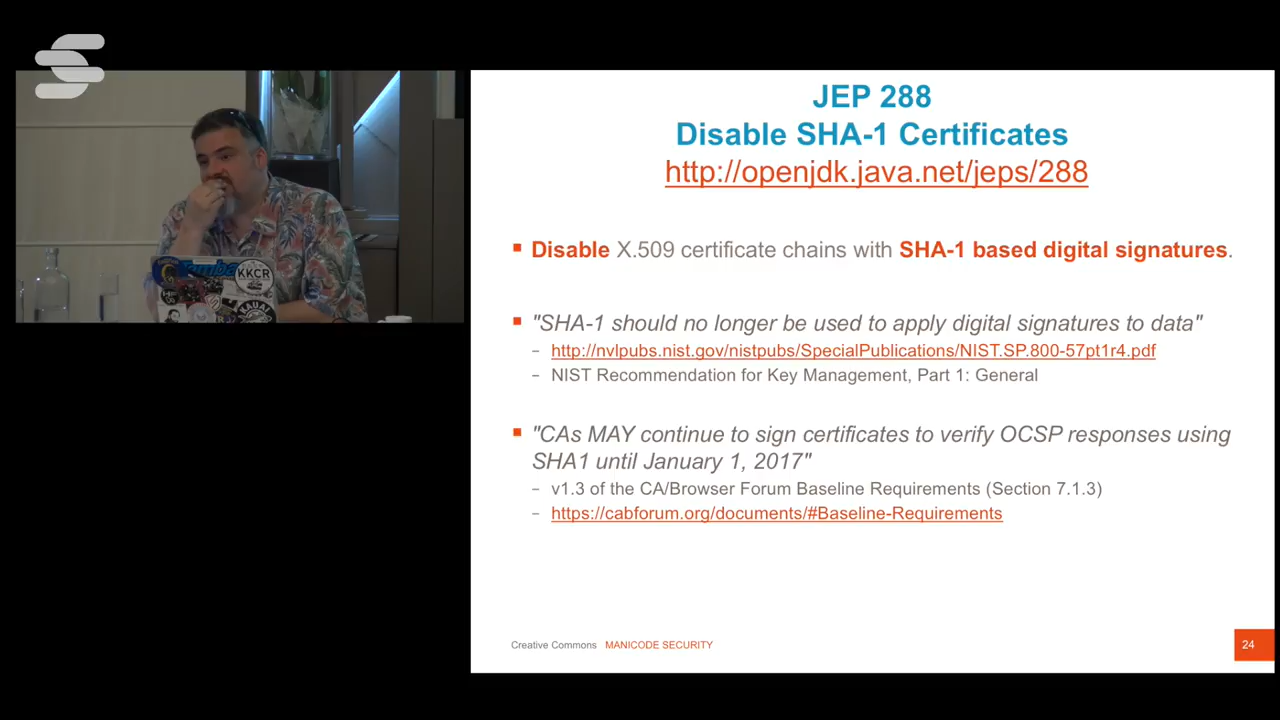 JEP 288
Disable SHA-1 Certificates
http://openjdk.java.net/jeps/288
Disable X.509 certificate chains with SHA-1 based digital signatures.
"SHA-1 should no longer be used to apply digital signatures to data"
http://nvlpubs.nist.gov/nistpubs/SpecialPublications/NIST.SP.800-57pt1r4.pdf
NIST Recommendation for Key Management, Part 1: General
"CAs MAY continue to sign certificates to verify OCSP responses using
SHA1 until January 1, 2017"
v1.3 of the CA/Browser Forum Baseline Requirements (Section 7.1.3)
https://cabforum.org/documents/#Baseline-Requirements
Creative Commons MANICODE SECURITY
24
KKCR
KAUAI